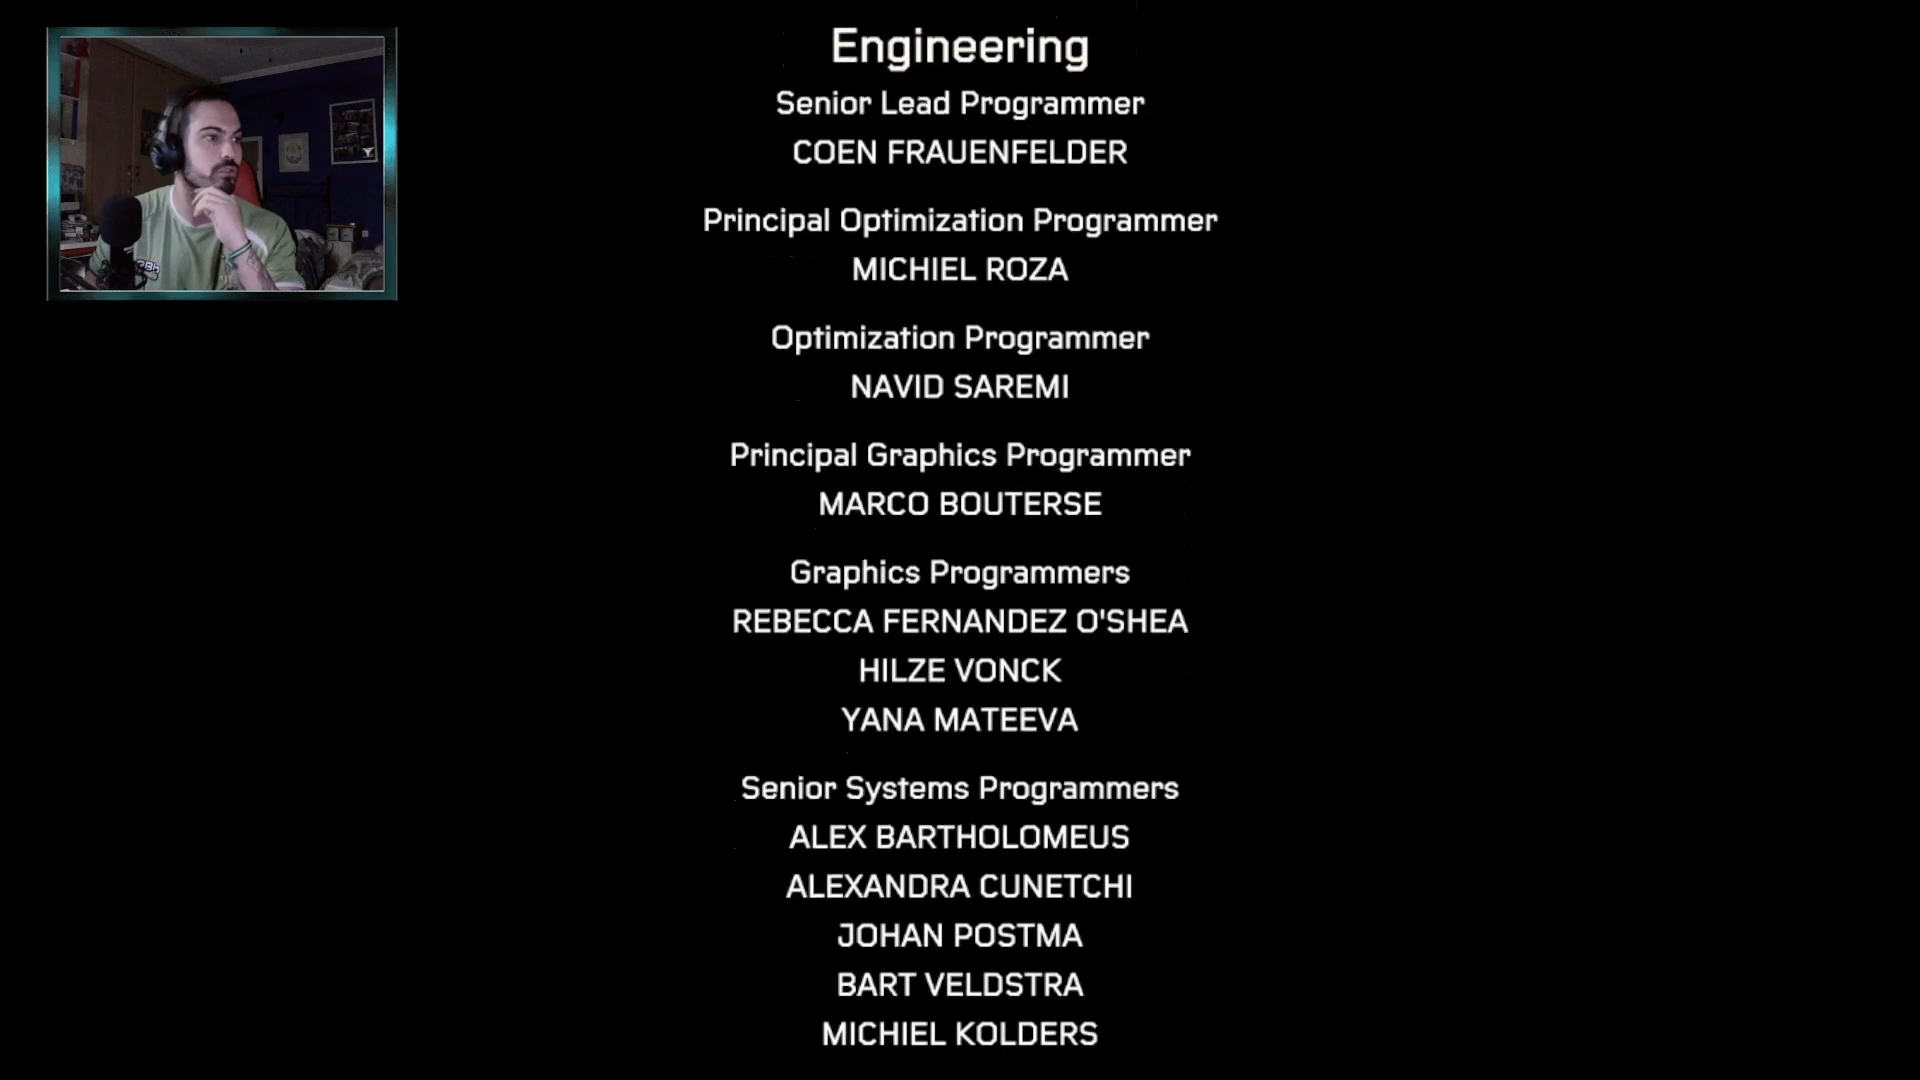 Engineering
Senior Lead Programmer
COEN FRAUENFELDER
Principal Optimization Programmer
MICHIEL ROZA
Optimization Programmer
NAVID SAREMI
Principal Graphics Programmer
MARCO BOUTERSE
Graphics Programmers
REBECCA FERNANDEZ O'SHEA
HILZE VONCK
YANA MATEEVA
Senior Systems Programmers
ALEX BARTHOLOMEUS
ALEXANDRA CUNETCHI
JOHAN POSTMA
BART VELDSTRA
MICHIEL KOLDERS